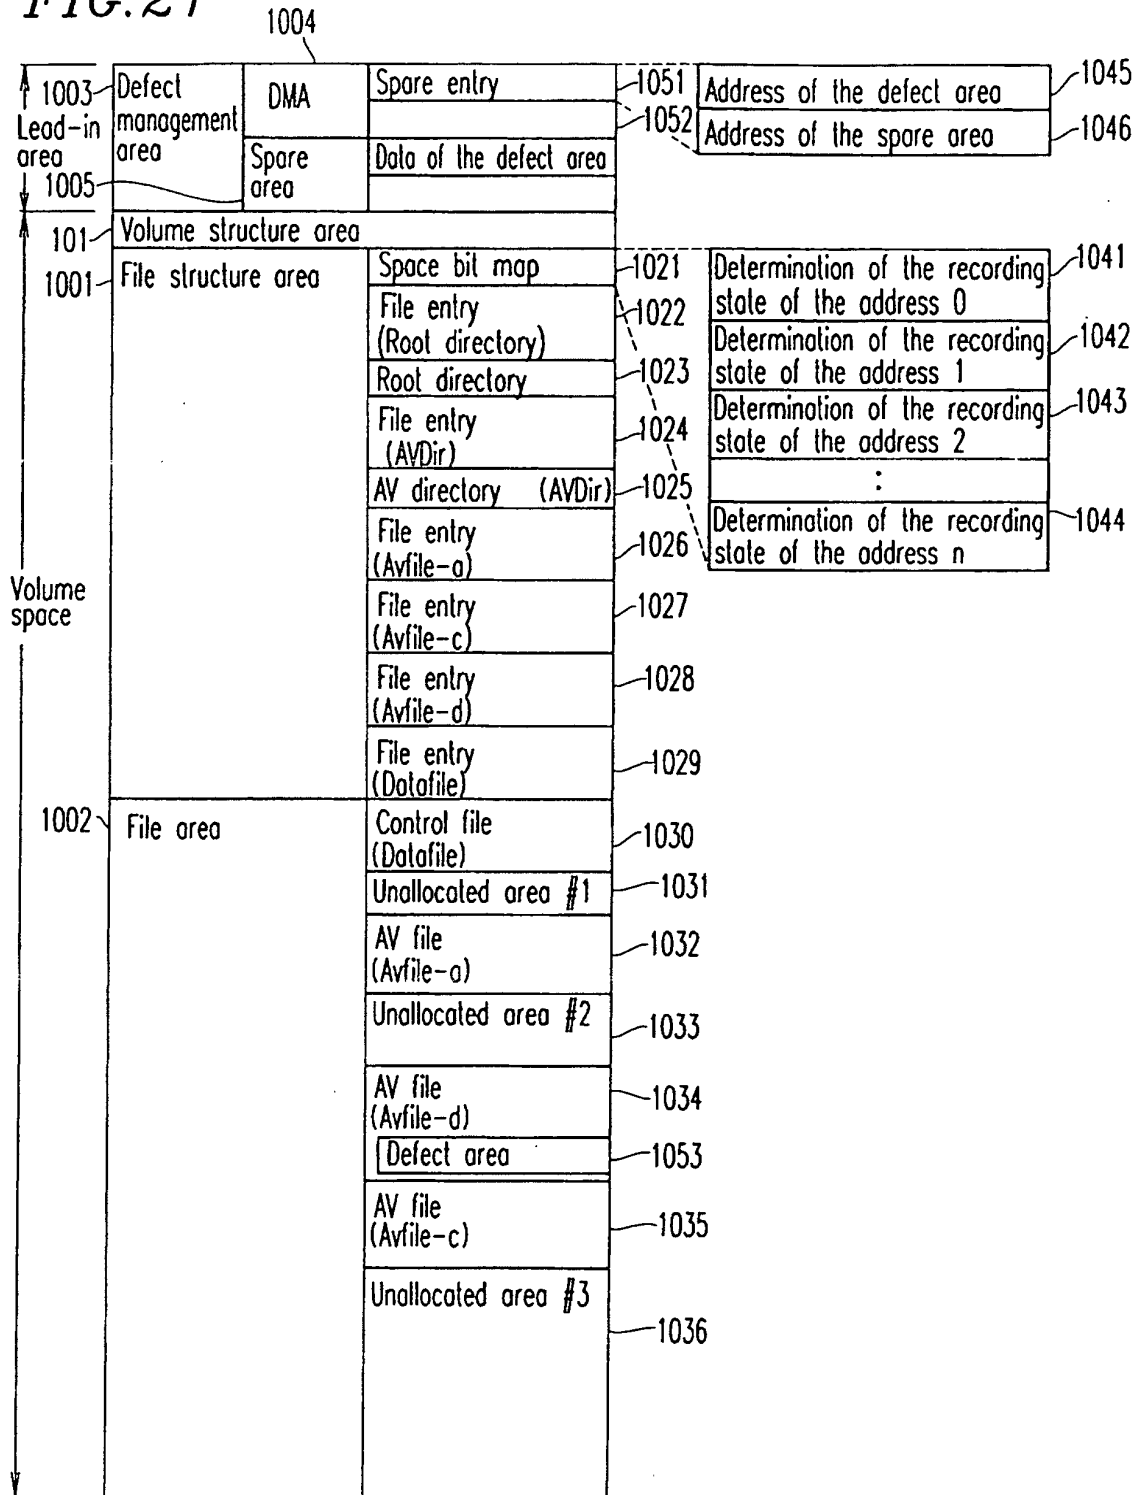 FIG.27
1004
1003
Defect management area
DMA
Spare entry
1051
1052
Address of the defect area
1045
Address of the spare area
1046
Lead-in area
1005
Spare area
Data of the defect area
101
Volume structure area
1001
File structure area
Space bit map
1021
File entry
(Root directory)
1022
Root directory
1023
File entry
(AVDir)
1024
AV directory (AVDir)
1025
File entry
(Avfile-a)
1026
File entry
(Avfile-c)
1027
File entry
(Avfile-d)
1028
File entry
(Datafile)
1029
Determination of the recording
state of the address 0
1041
Determination of the recording
state of the address 1
1042
Determination of the recording
state of the address 2
1043
:
Determination of the recording
state of the address n
1044
Volume
space
1002
File area
Control file
(Datafile)
1030
Unallocated area #1
1031
AV file
(Avfile-a)
1032
Unallocated area #2
1033
AV file
(Avfile-d)
1034
Defect area
1053
AV file
(Avfile-c)
1035
Unallocated area #3
1036